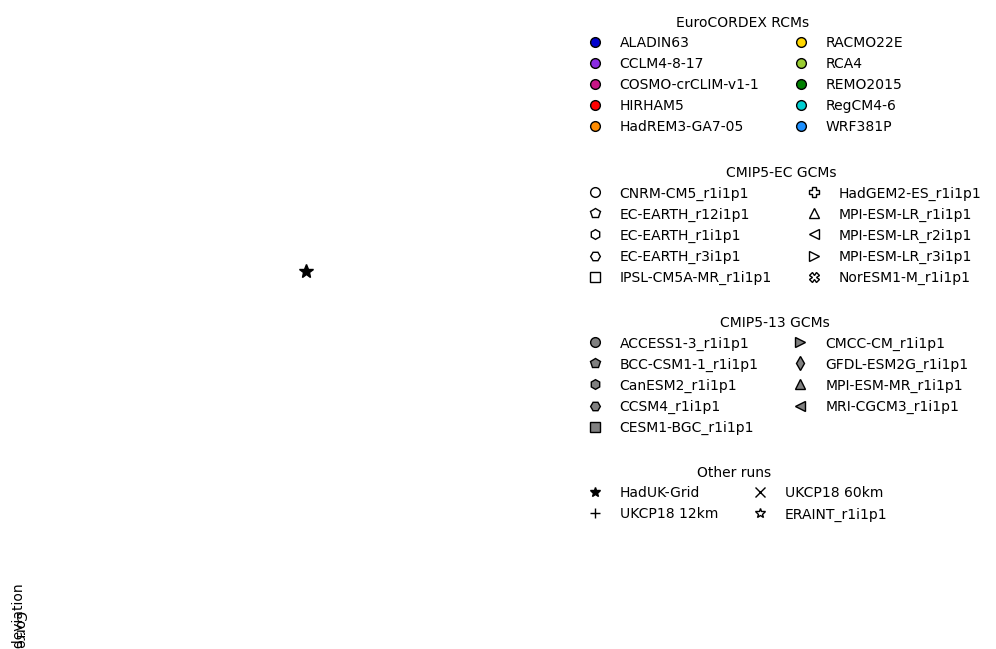 EuroCORDEX RCMs
ALADIN63
CCLM4-8-17
COSMO-crCLIM-v1-1
HIRHAM5
HadREM3-GA7-05
RACMO22E
RCA4
REMO2015
RegCM4-6
WRF381P
CMIP5-EC GCMs
CNRM-CM5_r1i1p1
EC-EARTH_r12i1p1
EC-EARTH_r1i1p1
EC-EARTH_r3i1p1
IPSL-CM5A-MR_r1i1p1
HadGEM2-ES_r1i1p1
MPI-ESM-LR_r1i1p1
MPI-ESM-LR_r2i1p1
MPI-ESM-LR_r3i1p1
NorESM1-M_r1i1p1
CMIP5-13 GCMs
ACCESS1-3_r1i1p1
BCC-CSM1-1_r1i1p1
CanESM2_r1i1p1
CCSM4_r1i1p1
CESM1-BGC_r1i1p1
CMCC-CM_r1i1p1
GFDL-ESM2G_r1i1p1
MPI-ESM-MR_r1i1p1
MRI-CGCM3_r1i1p1
Other runs
HadUK-Grid
UKCP18 12km
UKCP18 60km
ERAINT_r1i1p1
deviation